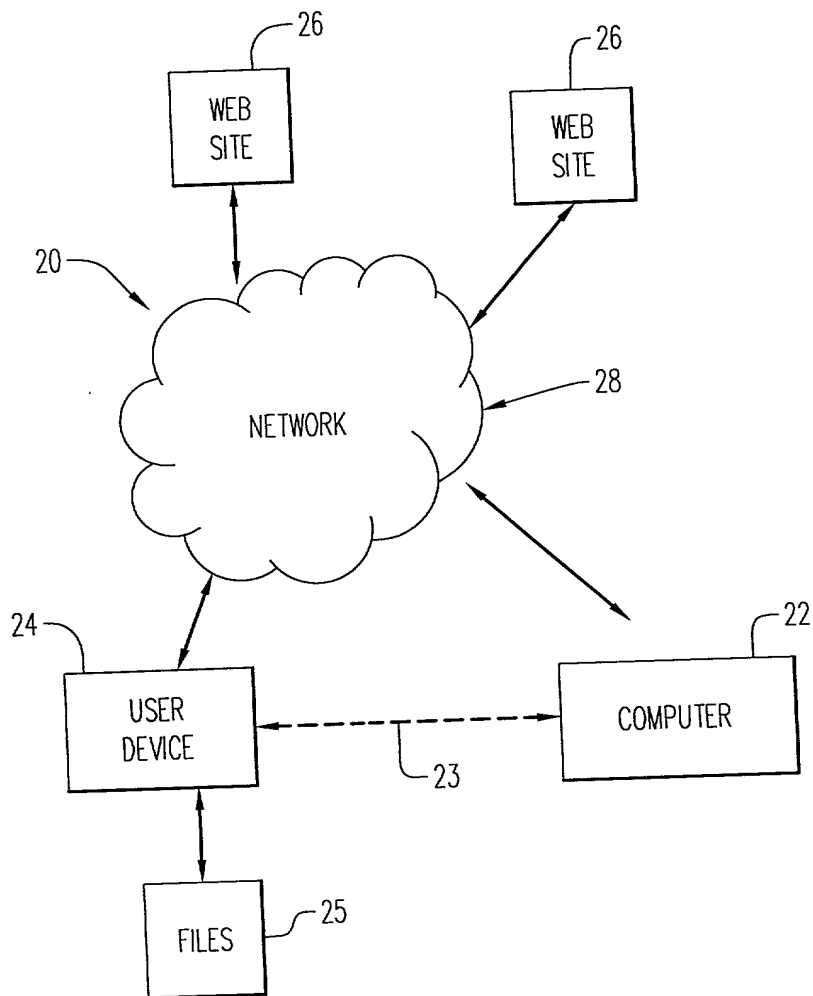 26
26
WEB
SITE
WEB
SITE
20
28
NETWORK
24
22
USER
DEVICE
COMPUTER
23
25
FILES